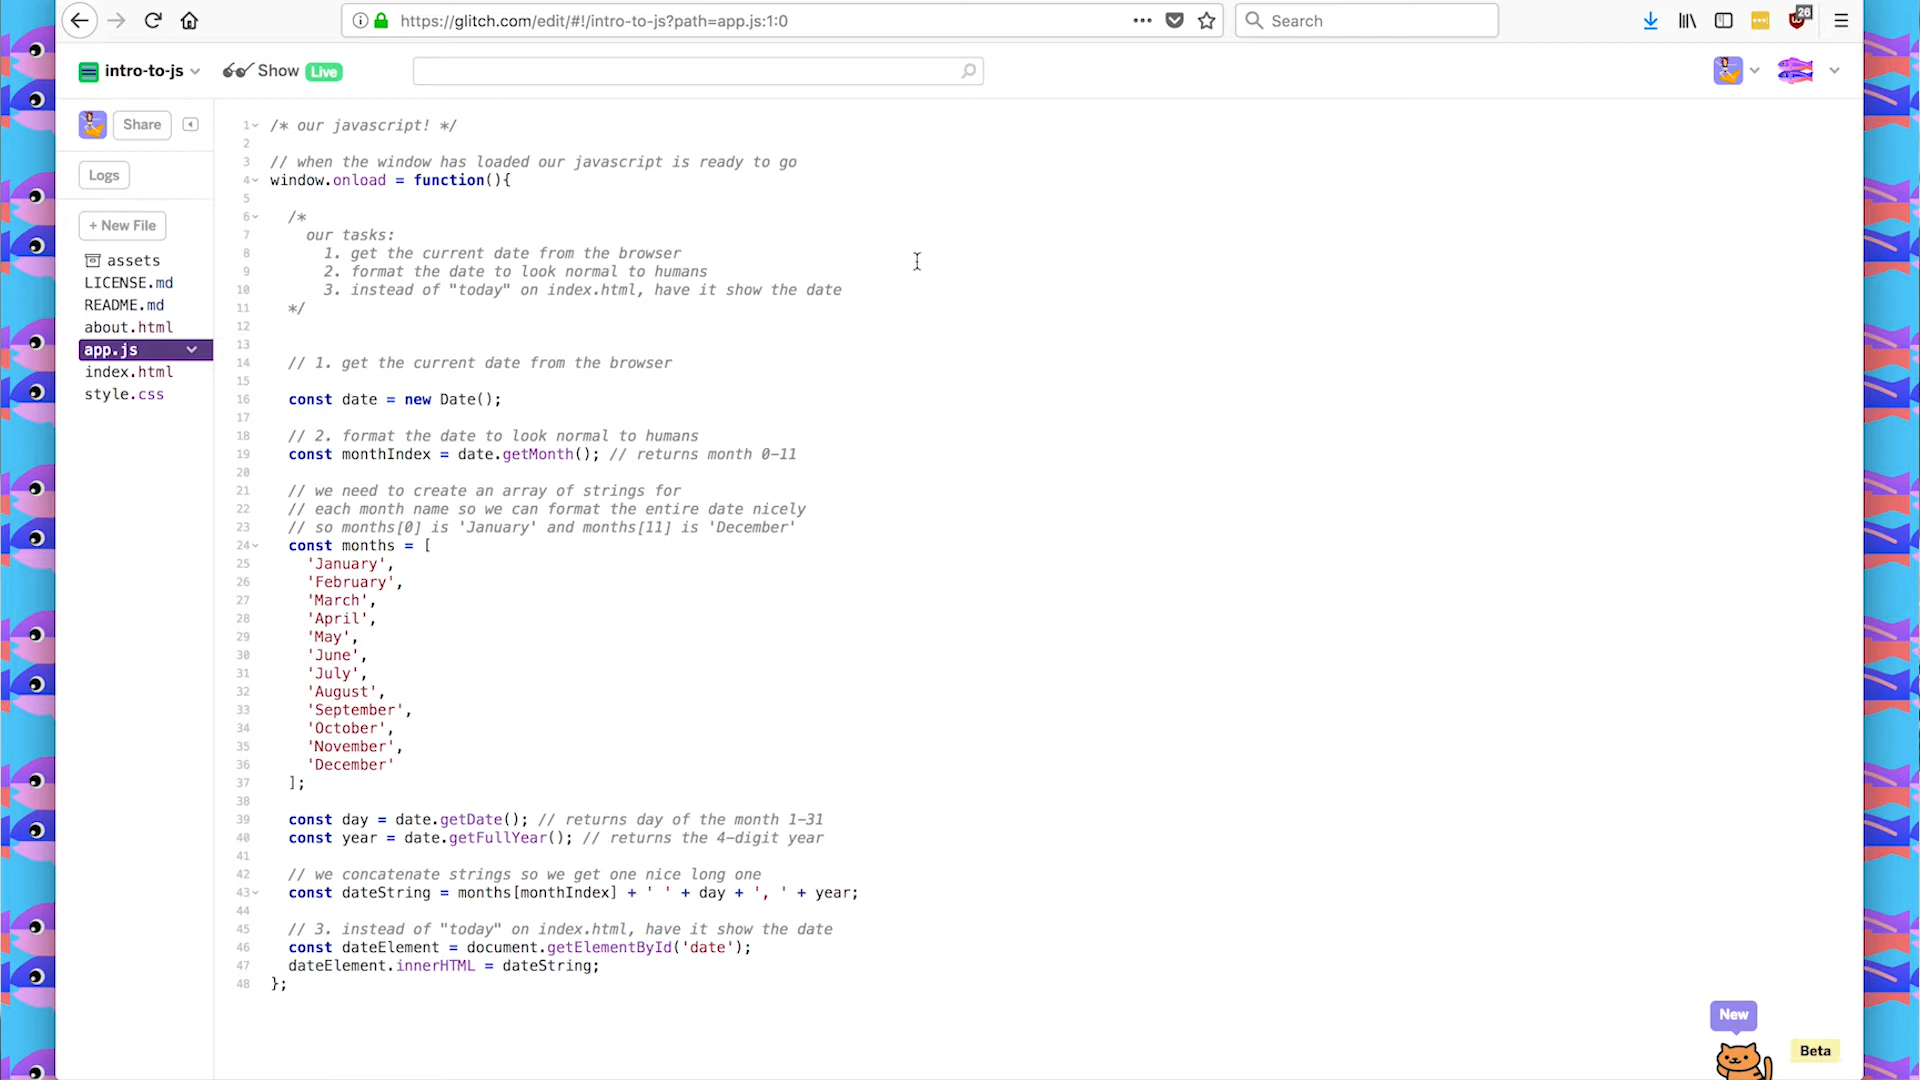 https://glitch.com/edit/#!/intro-to-js?path=app.js:1:0
Search
26
intro-to-js
Show
Live
Share
Logs
+ New File
assets
LICENSE.md
README.md
about.html
app.js
index.html
style.css
1 /* our javascript! */
2
3 // when the window has loaded our javascript is ready to go
4 window.onload = function(){
5
6 /*
7 our tasks:
8 1. get the current date from the browser
9 2. format the date to look normal to humans
10 3. instead of "today" on index.html, have it show the date
11 */
12
13
14 // 1. get the current date from the browser
15
16 const date = new Date();
17
18 // 2. format the date to look normal to humans
19 const monthIndex = date.getMonth(); // returns month 0-11
20
21 // we need to create an array of strings for
22 // each month name so we can format the entire date nicely
23 // so months[0] is 'January' and months[11] is 'December'
24 const months = [
25 'January',
26 'February',
27 'March',
28 'April',
29 'May',
30 'June',
31 'July',
32 'August',
33 'September',
34 'October',
35 'November',
36 'December'
37 ];
38
39 const day = date.getDate(); // returns day of the month 1-31
40 const year = date.getFullYear(); // returns the 4-digit year
41
42 // we concatenate strings so we get one nice long one
43 const dateString = months[monthIndex] + ' ' + day + ', ' + year;
44
45 // 3. instead of "today" on index.html, have it show the date
46 const dateElement = document.getElementById('date');
47 dateElement.innerHTML = dateString;
48 };
New
Beta